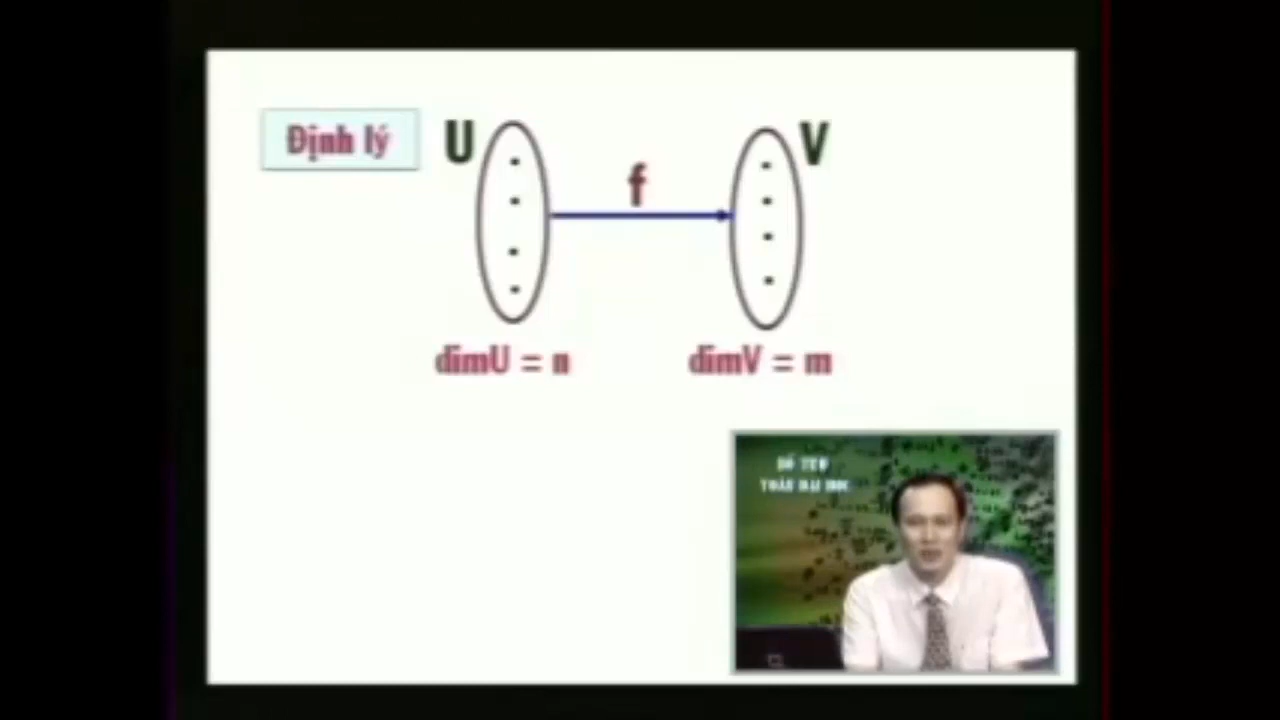 Định lý
U
V
f
dimU = n
dimV = m